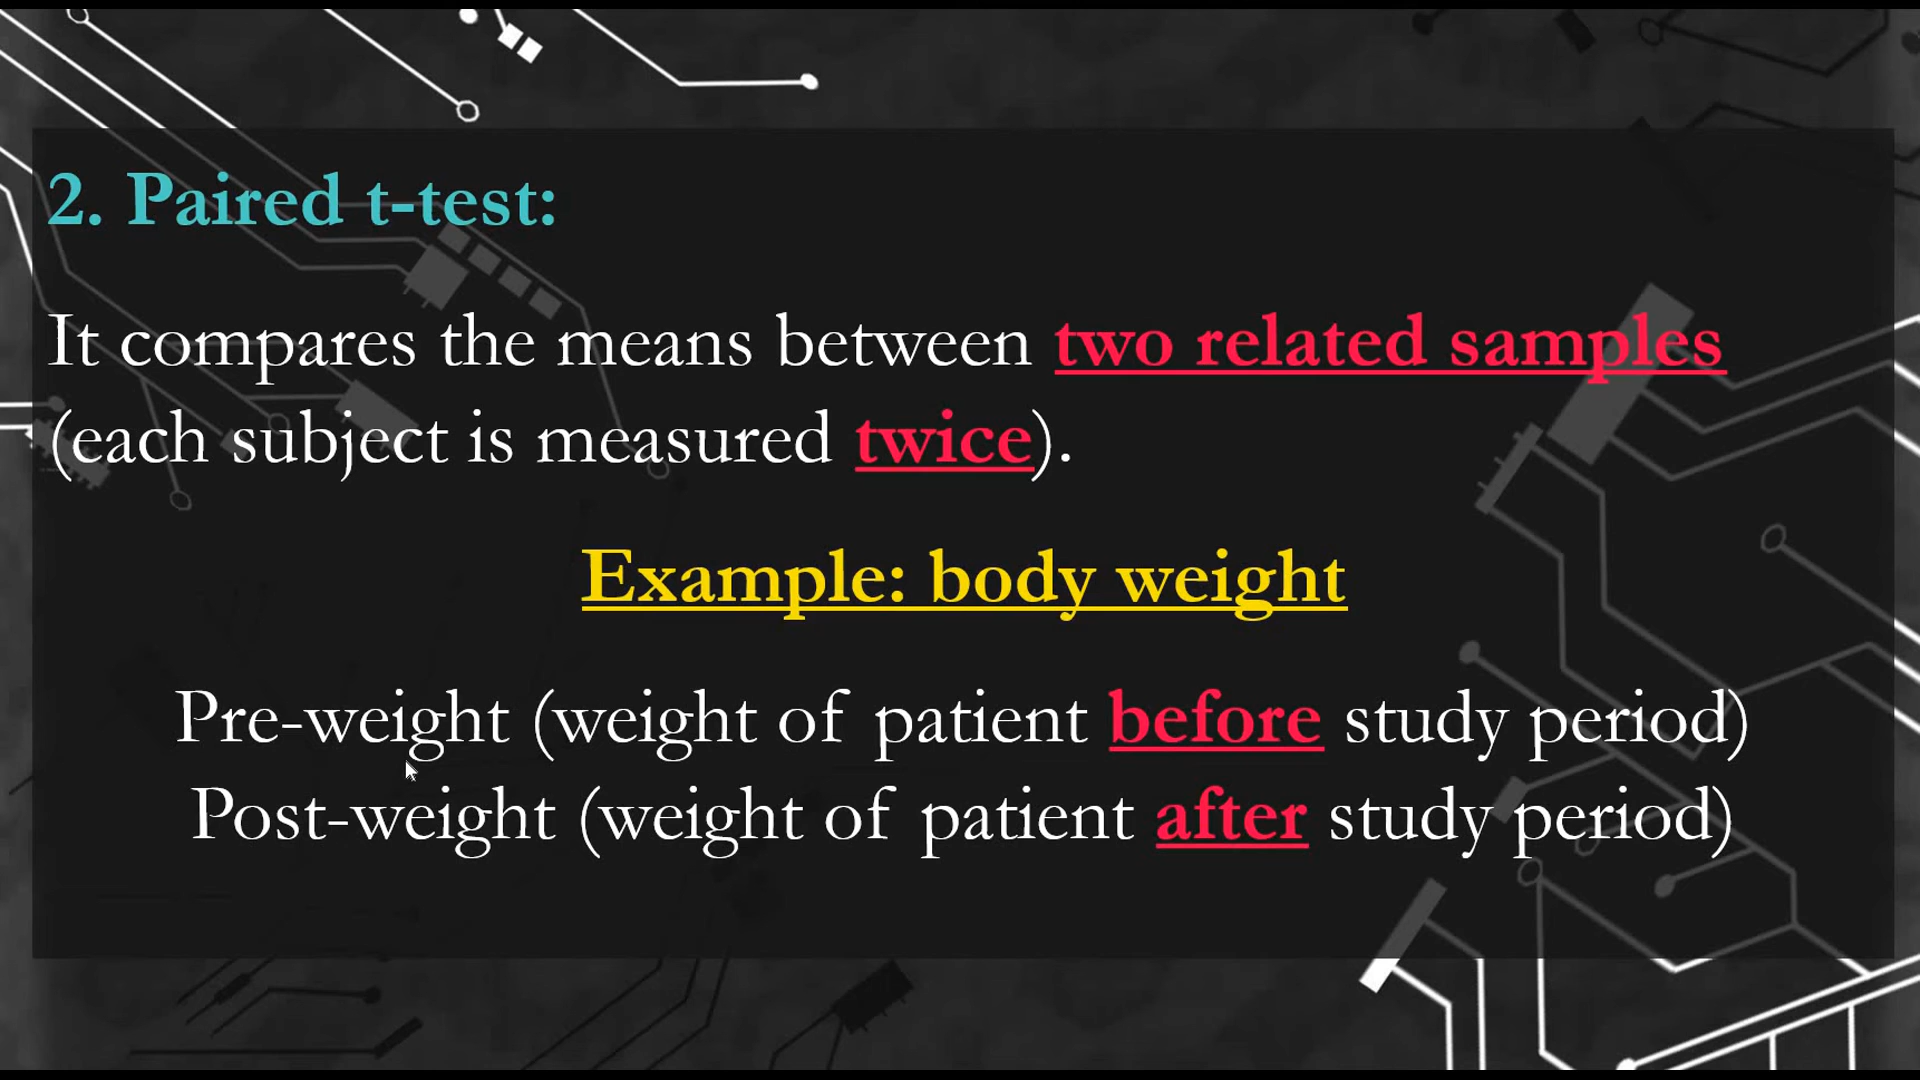 2. Paired t-test:
It compares the means between two related samples
(each subject is measured twice).
Example: body weight
Pre-weight (weight of patient before study period)
Post-weight (weight of patient after study period)